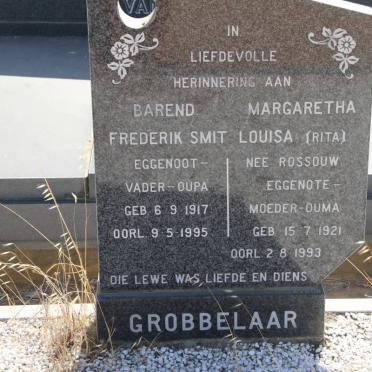 VA
IN
LIEFDEVOLLE
HERINNERING AAN
BAREND MARGARETHA
FREDERIK SMIT LOUISA (RITA)
EGGENOOT-
VADER-OUPA
GEB 6·9·1917
OORL. 9·5·1995
NEE ROSSOUW
EGGENOTE-
MOEDER-OUMA
GEB. 15·7·1921
OORL 2·8·1993
DIE LEWE WAS LIEFDE EN DIENS
GROBBELAAR